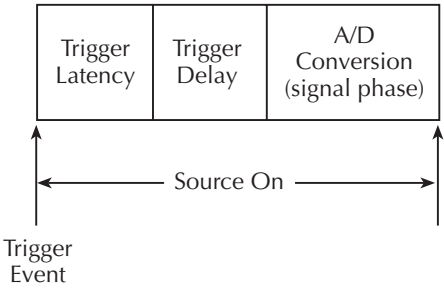 Trigger
Latency
Trigger
Delay
A/D
Conversion
(signal phase)
Source On
Trigger
Event